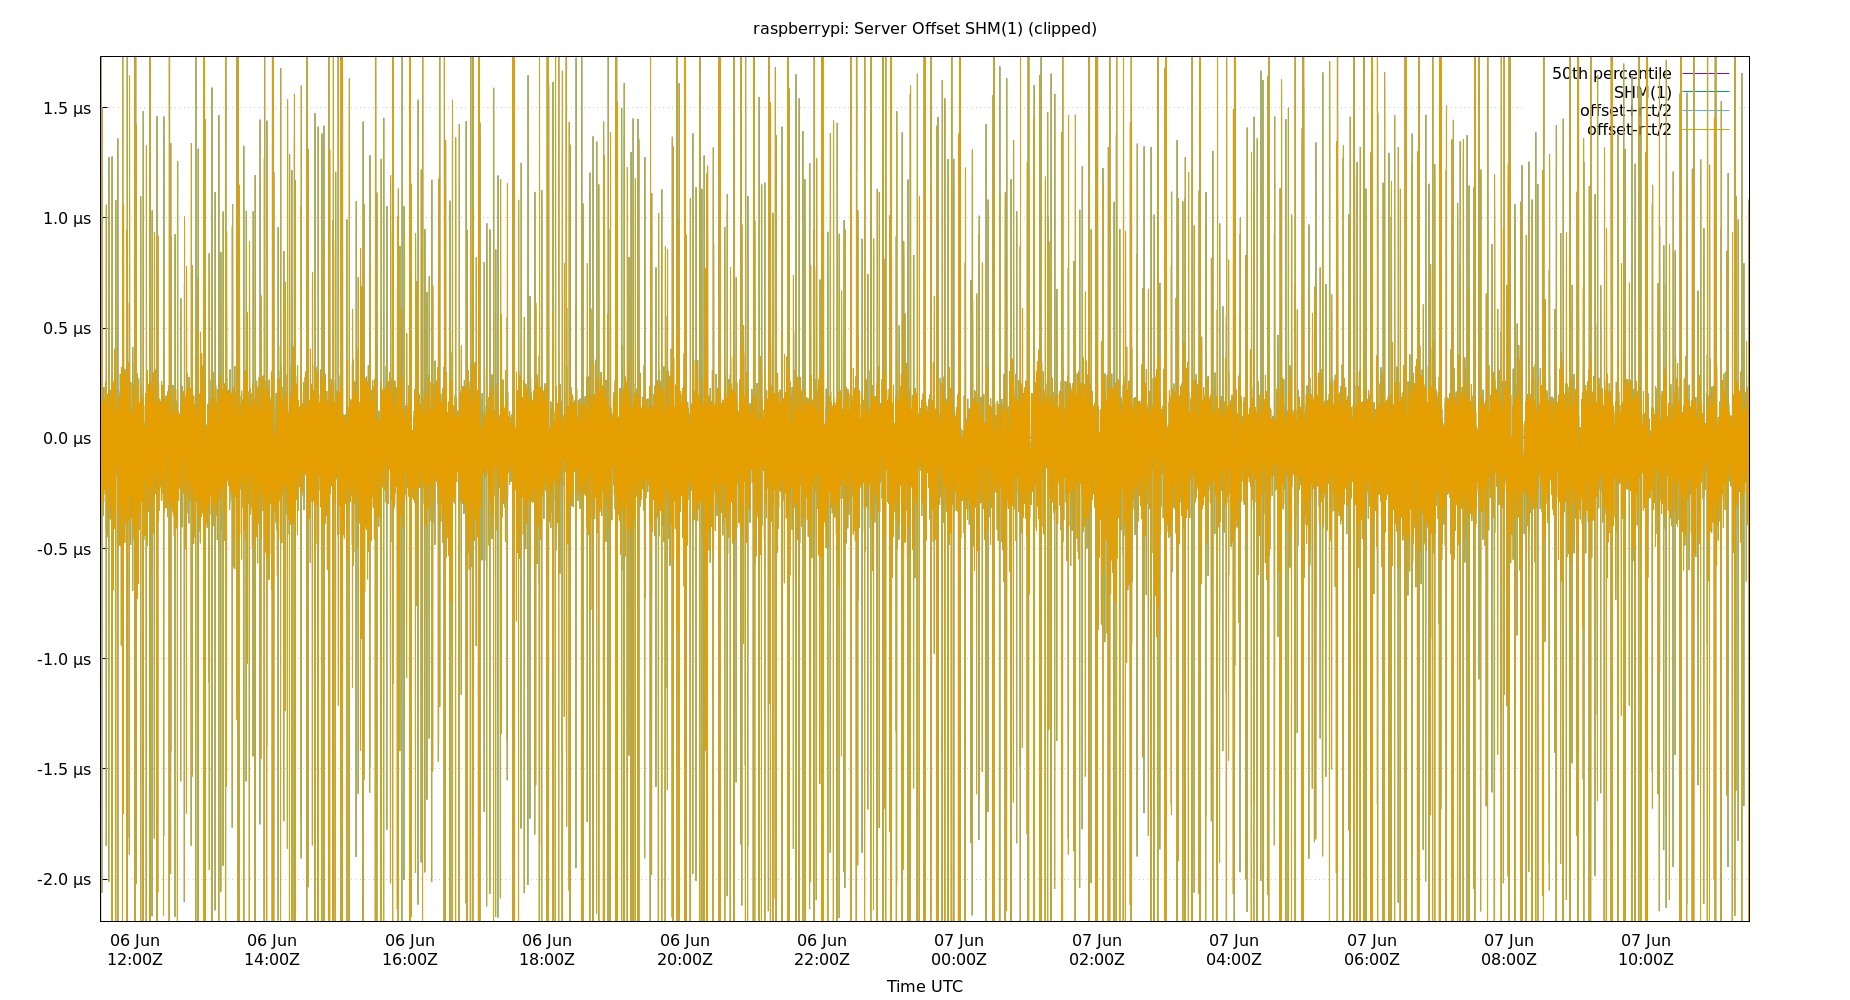 raspberrypi: Server Offset SHM(1) (clipped)
50th percentile
SHM(1)
offset+rtt/2
offset-rtt/2
1.5 µs
1.0 µs
0.5 µs
0.0 µs
-0.5 µs
-1.0 µs
-1.5 µs
-2.0 µs
06 Jun 06 Jun 06 Jun 06 Jun 06 Jun 06 Jun 07 Jun 07 Jun 07 Jun 07 Jun 07 Jun 07 Jun
12:00Z 14:00Z 16:00Z 18:00Z 20:00Z 22:00Z 00:00Z 02:00Z 04:00Z 06:00Z 08:00Z 10:00Z
Time UTC